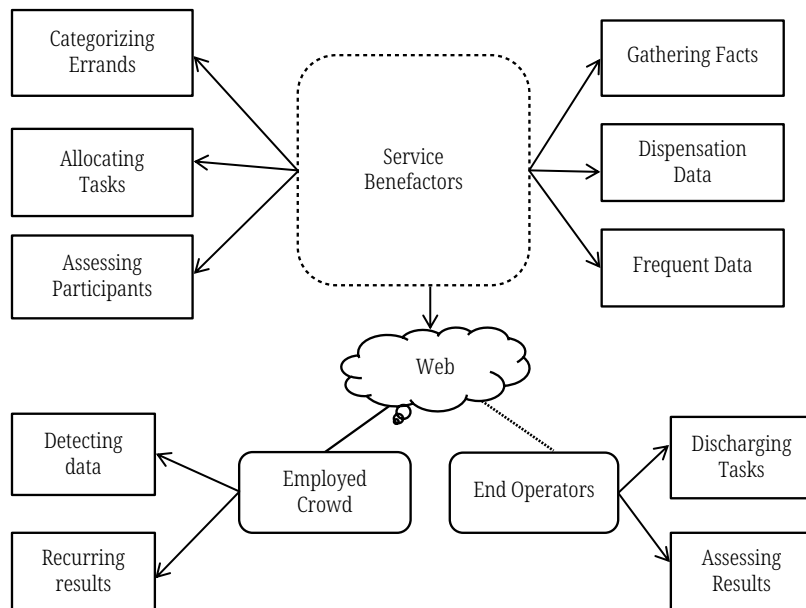 Categorizing
Errands
Allocating
Tasks
Assessing
Participants
Service
Benefactors
Gathering Facts
Dispensation
Data
Frequent Data
Web
Detecting
data
Recurring
results
Employed
Crowd
End Operators
Discharging
Tasks
Assessing
Results